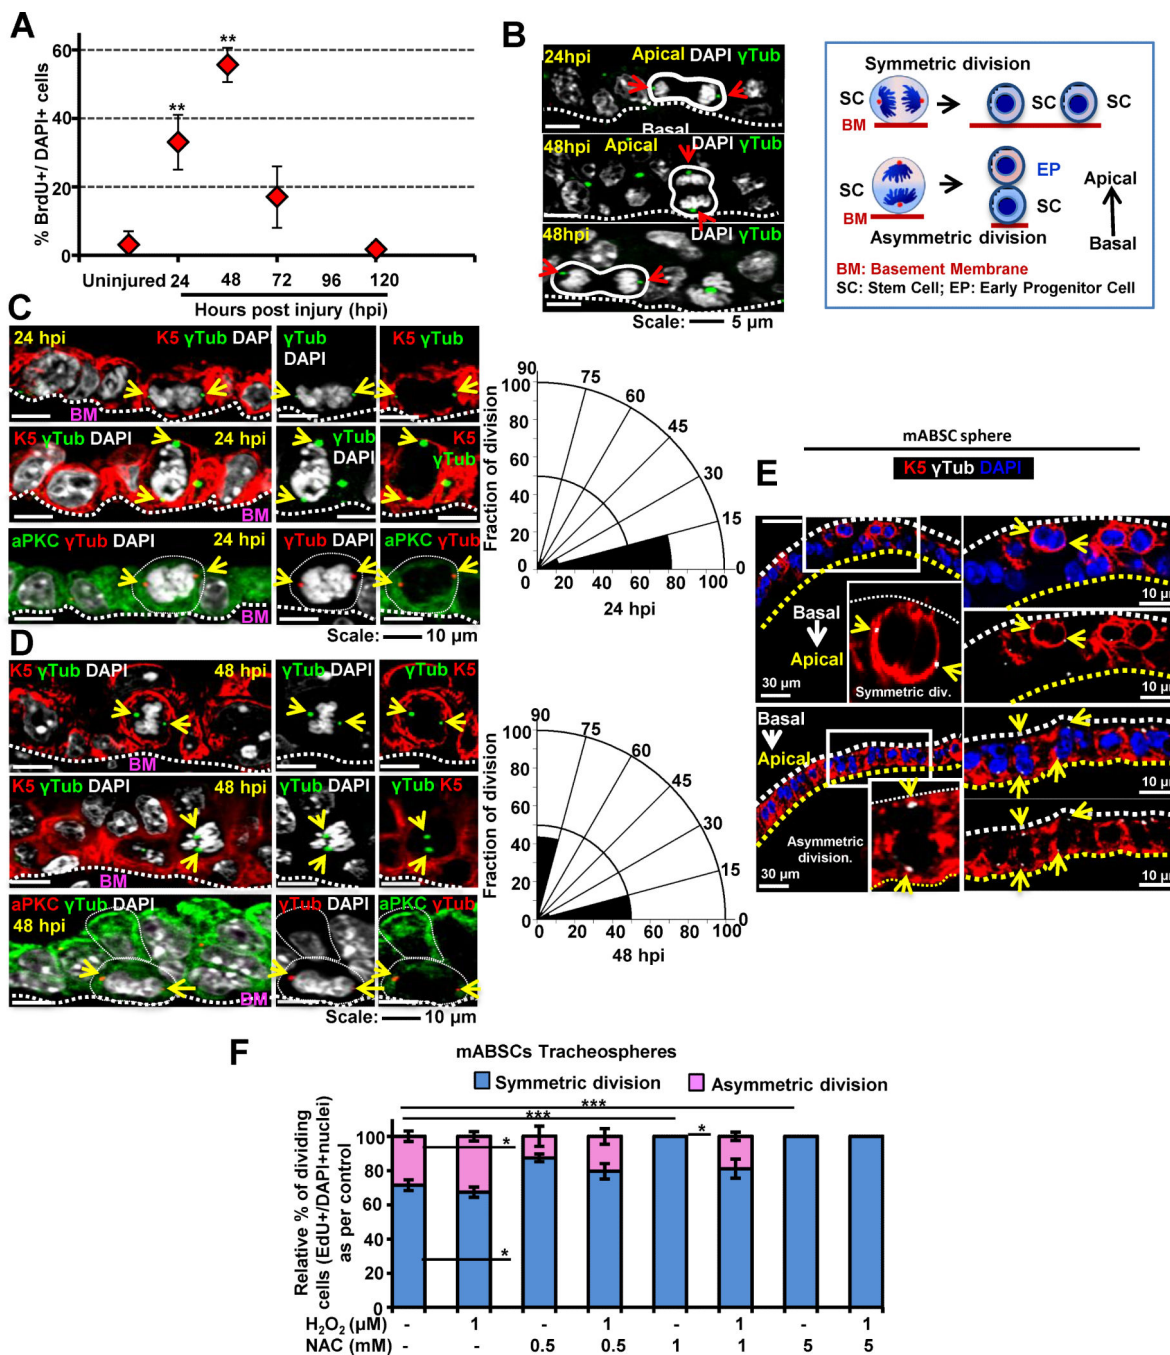 A
% BrdU+/ DAPI+ cells
60
40
20
0
**
**
Uninjured 24 48 72 96 120
Hours post injury (hpi)
B
24hpi Apical DAPI γTub
Basal
48hpi Apical DAPI γTub
48hpi DAPI γTub
Scale: 5 µm
Symmetric division
SC SC SC
BM
SC EP
SC
BM
Apical
Basal
Asymmetric division
BM: Basement Membrane
SC: Stem Cell; EP: Early Progenitor Cell
C
24 hpi K5 γTub DAPI
BM
γTub
DAPI
K5 γTub
K5 γTub DAPI 24 hpi
BM
γTub
DAPI
K5
γTub
aPKC γTub DAPI 24 hpi
BM
γTub DAPI
aPKC γTub
Scale: 10 µm
Fraction of division
90
75
60
45
30
15
0
100
80
60
40
20
0
0 20 40 60 80 100
24 hpi
D
K5 γTub DAPI 48 hpi
BM
γTub DAPI
γTub K5
K5 γTub DAPI 48 hpi
BM
γTub DAPI
γTub K5
aPKC γTub DAPI
48 hpi
BM
γTub DAPI
aPKC γTub
Scale: 10 µm
Fraction of division
90
75
60
45
30
15
0
100
80
60
40
20
0
0 20 40 60 80 100
48 hpi
E
mABSC sphere
K5 γTub DAPI
Basal
Apical
30 µm
Symmetric div.
10 µm
10 µm
Basal
Apical
30 µm
Asymmetric
division.
10 µm
10 µm
F
mABSCs Tracheospheres
Symmetric division Asymmetric division
Relative % of dividing
cells (EdU+/DAPI+nuclei)
as per control
100
80
60
40
20
0
***
***
*
*
*
H₂O₂ (µM) - 1 - 1 - 1 - 1
NAC (mM) - - 0.5 0.5 1 1 5 5